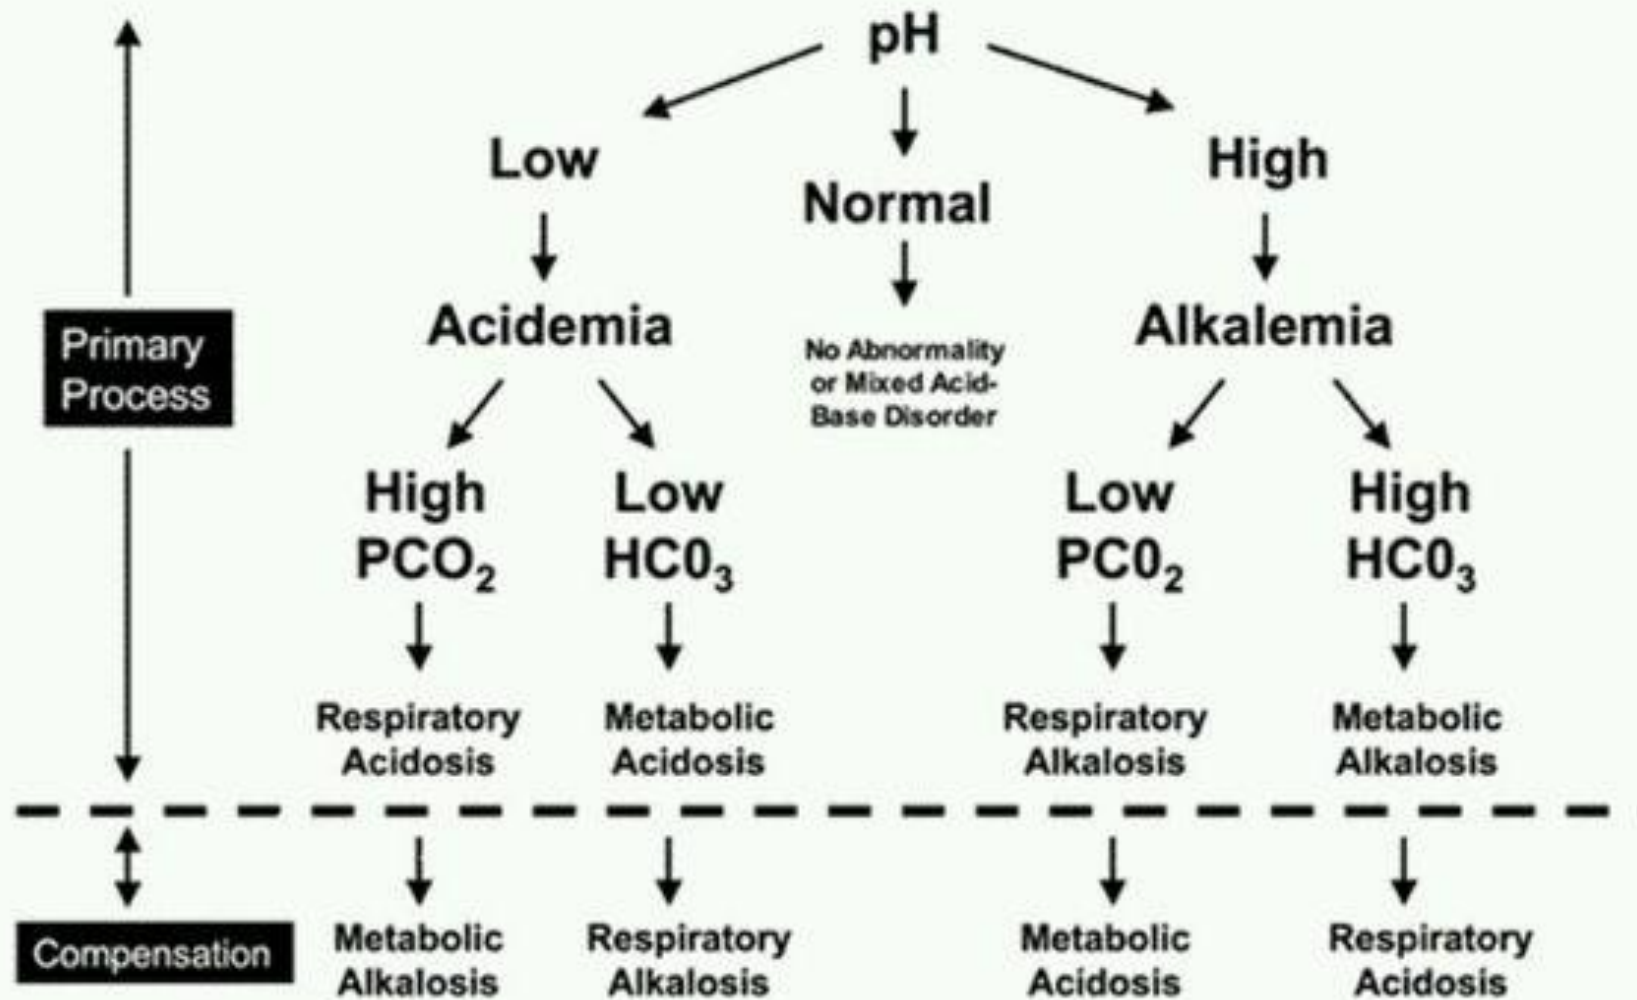 pH
Low
Normal
High
Acidemia
No Abnormality
or Mixed Acid-
Base Disorder
Alkalemia
Primary
Process
High
PCO₂
Low
HC0₃
Low
PC0₂
High
HC0₃
Respiratory
Acidosis
Metabolic
Acidosis
Respiratory
Alkalosis
Metabolic
Alkalosis
Compensation
Metabolic
Alkalosis
Respiratory
Alkalosis
Metabolic
Acidosis
Respiratory
Acidosis